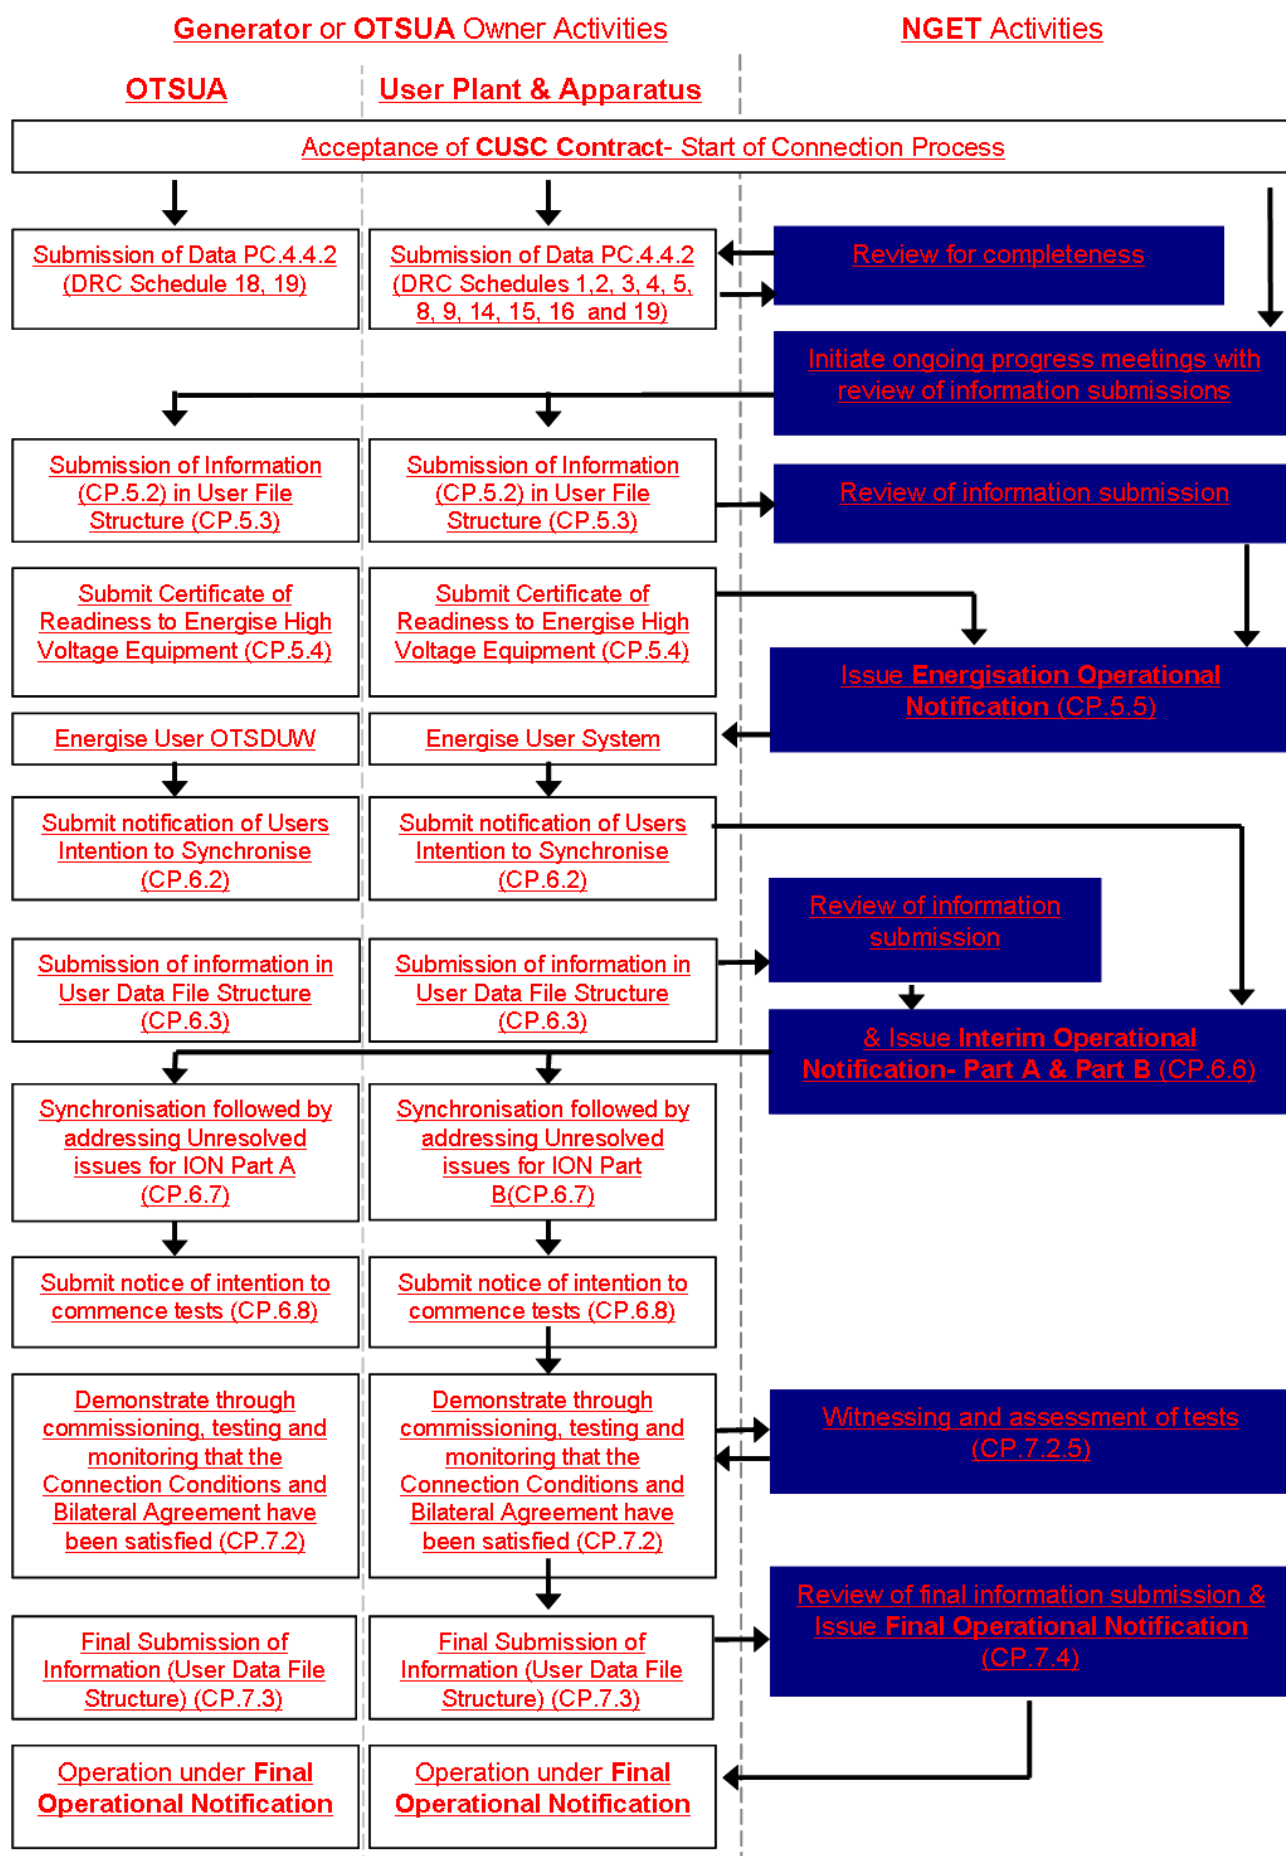 Generator or OTSUA Owner Activities
NGET Activities
OTSUA
User Plant & Apparatus
Acceptance of CUSC Contract- Start of Connection Process
Submission of Data PC.4.4.2
(DRC Schedule 18, 19)
Submission of Data PC.4.4.2
(DRC Schedules 1,2, 3, 4, 5,
8, 9, 14, 15, 16 and 19)
Review for completeness
Initiate ongoing progress meetings with
review of information submissions
Submission of Information
(CP.5.2) in User File
Structure (CP.5.3)
Submission of Information
(CP.5.2) in User File
Structure (CP.5.3)
Review of information submission
Submit Certificate of
Readiness to Energise High
Voltage Equipment (CP.5.4)
Submit Certificate of
Readiness to Energise High
Voltage Equipment (CP.5.4)
Issue Energisation Operational
Notification (CP.5.5)
Energise User OTSDUW
Energise User System
Submit notification of Users
Intention to Synchronise
(CP.6.2)
Submit notification of Users
Intention to Synchronise
(CP.6.2)
Review of information
submission
Submission of information in
User Data File Structure
(CP.6.3)
Submission of information in
User Data File Structure
(CP.6.3)
& Issue Interim Operational
Notification- Part A & Part B (CP.6.6)
Synchronisation followed by
addressing Unresolved
issues for ION Part A
(CP.6.7)
Synchronisation followed by
addressing Unresolved
issues for ION Part
B(CP.6.7)
Submit notice of intention to
commence tests (CP.6.8)
Submit notice of intention to
commence tests (CP.6.8)
Demonstrate through
commissioning, testing and
monitoring that the
Connection Conditions and
Bilateral Agreement have
been satisfied (CP.7.2)
Demonstrate through
commissioning, testing and
monitoring that the
Connection Conditions and
Bilateral Agreement have
been satisfied (CP.7.2)
Witnessing and assessment of tests
(CP.7.2.5)
Review of final information submission &
Issue Final Operational Notification
(CP.7.4)
Final Submission of
Information (User Data File
Structure) (CP.7.3)
Final Submission of
Information (User Data File
Structure) (CP.7.3)
Operation under Final
Operational Notification
Operation under Final
Operational Notification